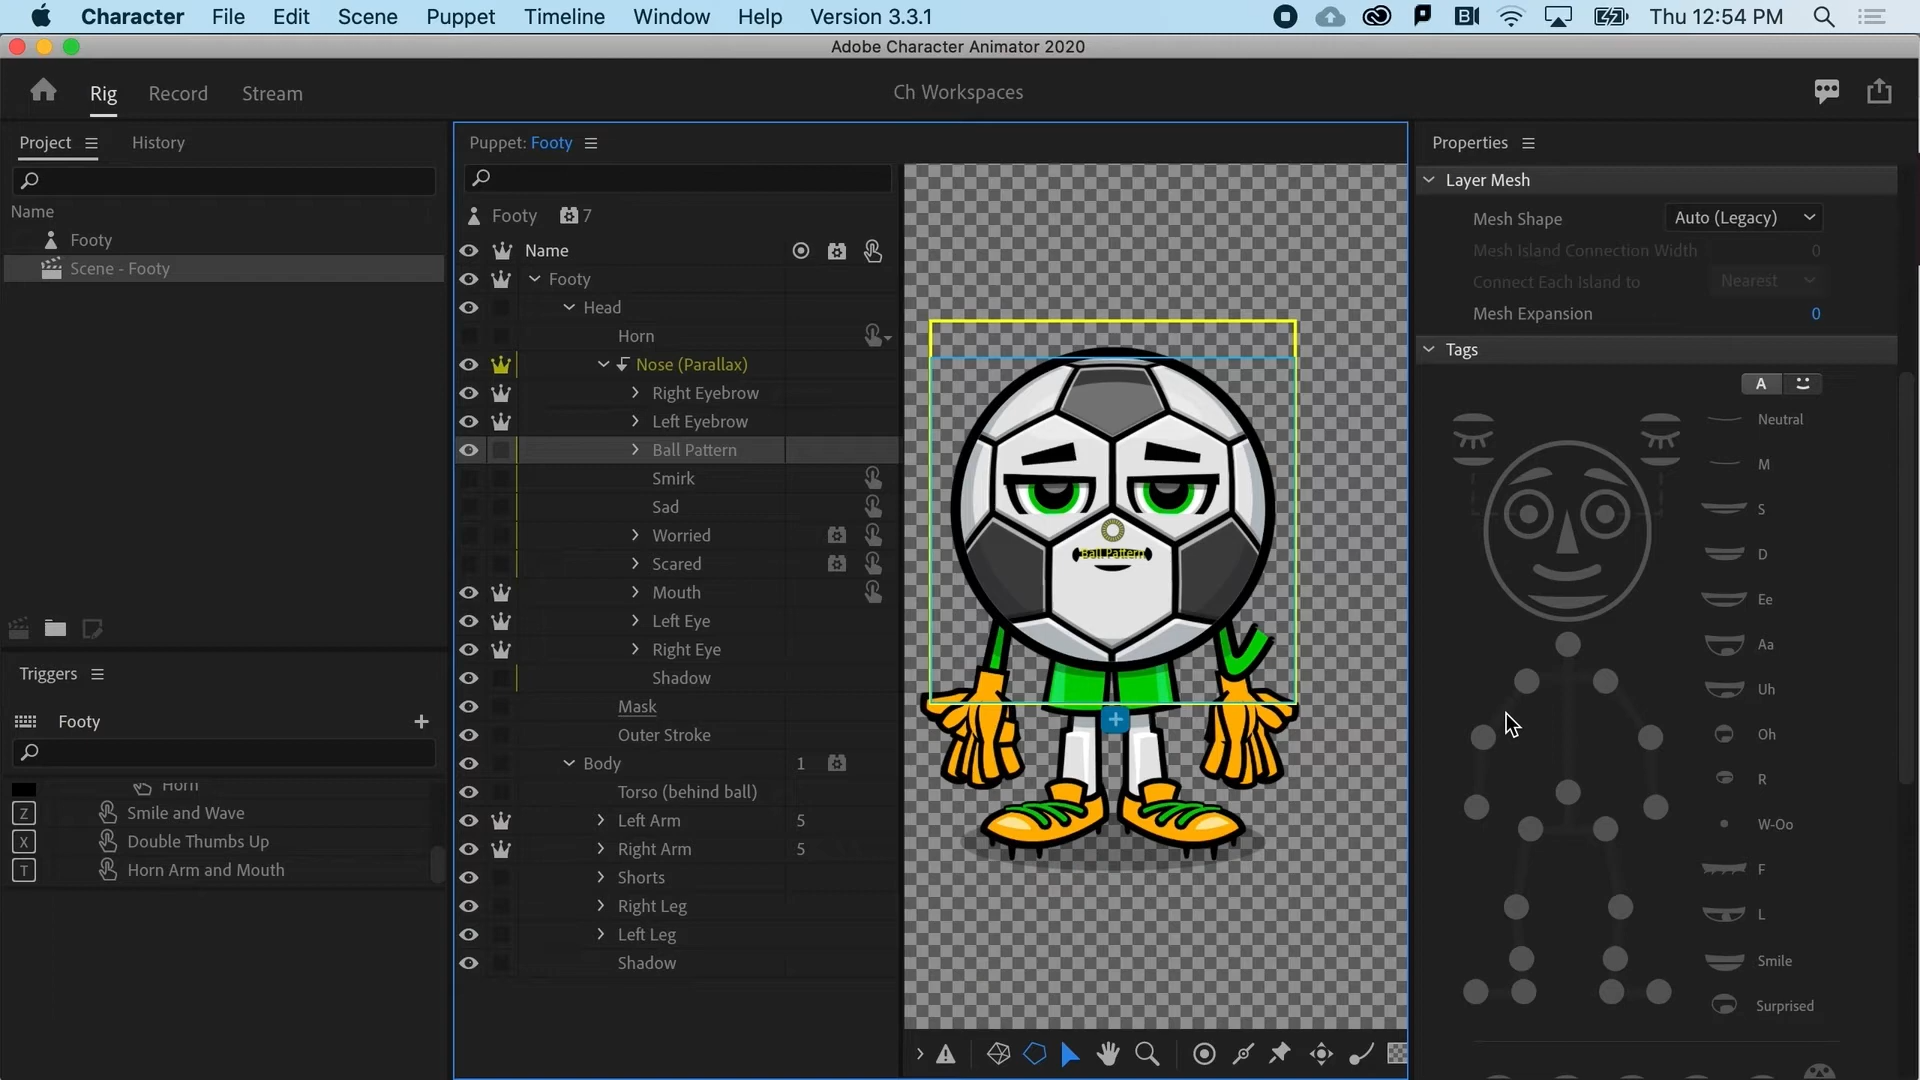 Character File Edit Scene Puppet Timeline Window Help Version 3.3.1 Thu 12:54 PM
Adobe Character Animator 2020
Rig Record Stream Ch Workspaces
Project History
Name
Footy
Scene - Footy
Triggers
Footy
Horn
Z Smile and Wave
X Double Thumbs Up
T Horn Arm and Mouth
Puppet: Footy
Footy 7
Name
Footy
Head
Horn
Nose (Parallax)
Right Eyebrow
Left Eyebrow
Ball Pattern
Smirk
Sad
Worried
Scared
Mouth
Left Eye
Right Eye
Shadow
Mask
Outer Stroke
Body 1
Torso (behind ball)
Left Arm 5
Right Arm 5
Shorts
Right Leg
Left Leg
Shadow
Ball Pattern
Properties
Layer Mesh
Mesh Shape Auto (Legacy)
Mesh Island Connection Width 0
Connect Each Island to Nearest
Mesh Expansion 0
Tags
A
Neutral
M
S
D
Ee
Aa
Uh
Oh
R
W-Oo
F
L
Smile
Surprised